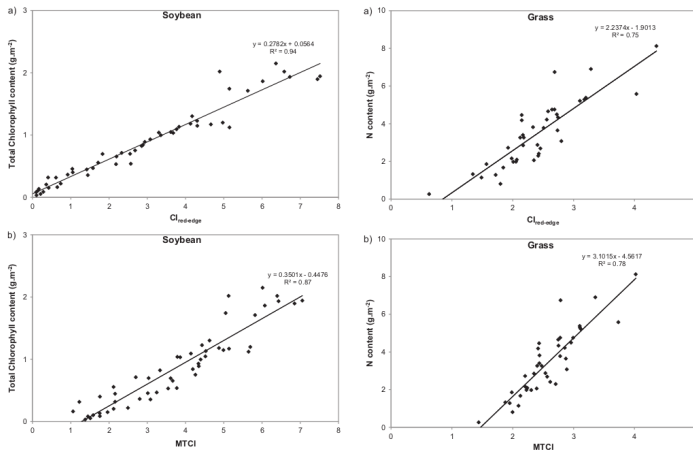 a)
Soybean
y = 0.2782x + 0.0564
R² = 0.94
Total Chlorophyll content (g.m⁻²)
3
2
1
0
0 1 2 3 4 5 6 7 8
CIred-edge
a)
Grass
y = 2.2374x - 1.9013
R² = 0.75
N content (g.m⁻²)
10
8
6
4
2
0
0 1 2 3 4
CIred-edge
b)
Soybean
y = 0.3501x - 0.4476
R² = 0.87
Total Chlorophyll content (g.m⁻²)
3
2
1
0
0 1 2 3 4 5 6 7 8
MTCI
b)
Grass
y = 3.1015x - 4.5617
R² = 0.78
N content (g.m⁻²)
10
8
6
4
2
0
0 1 2 3 4
MTCI